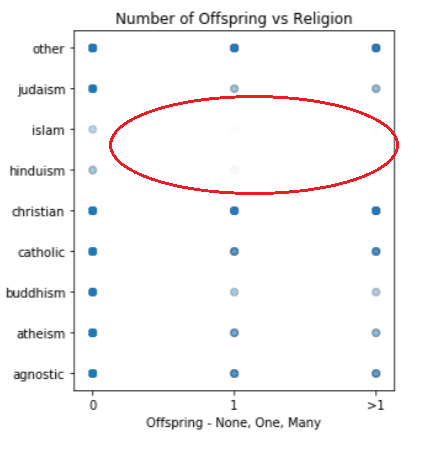 Number of Offspring vs Religion
other
judaism
islam
hinduism
christian
catholic
buddhism
atheism
agnostic
0 1 >1
Offspring - None, One, Many